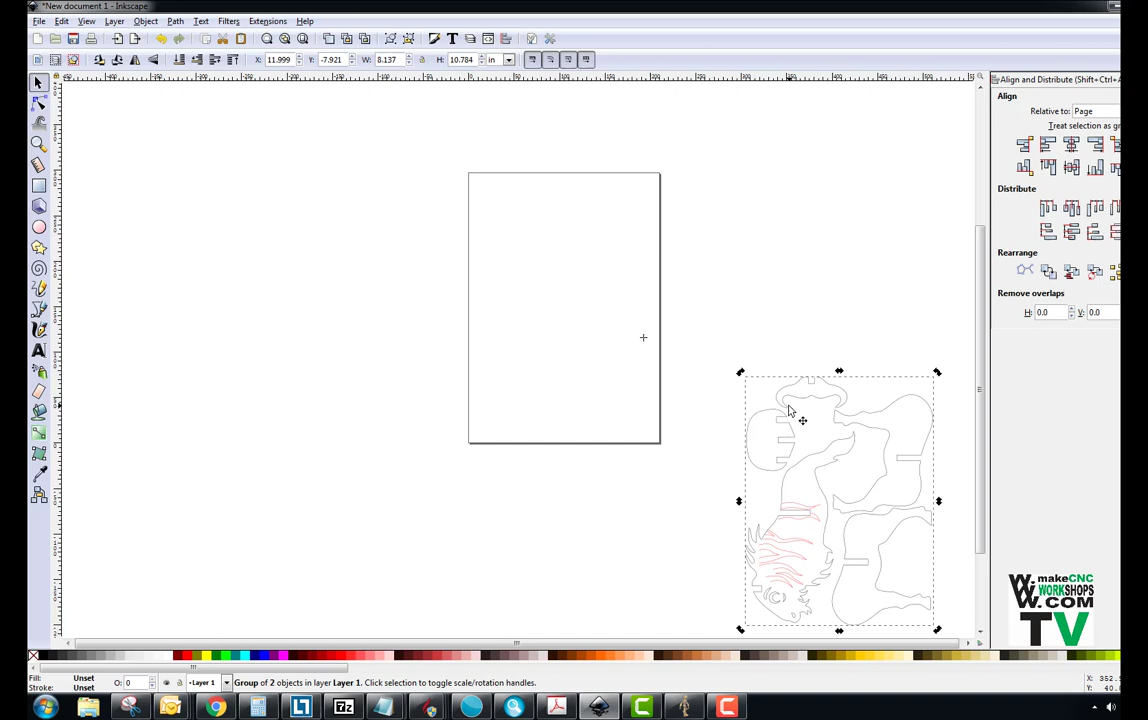 *New document 1 - Inkscape
File Edit View Layer Object Path Text Filters Extensions Help
X: 11.999 Y: -7.921 W: 8.137 H: 10.784 in
Align and Distribute (Shift+Ctrl+A
Align
Relative to: Page
Treat selection as gr
Distribute
Rearrange
Remove overlaps
H: 0.0 V: 0.0
makeCNC
WORKSHOPS
W.COM
TV
Fill: Unset
Stroke: Unset
O: 0
Layer 1
Group of 2 objects in layer Layer 1. Click selection to toggle scale/rotation handles.
X: 352.
Y: 40.